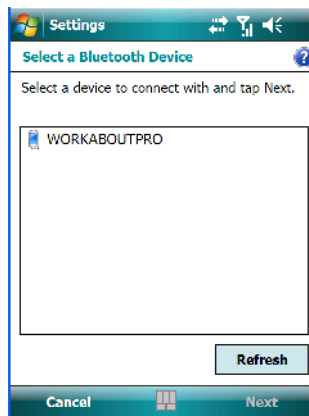 Settings
Select a Bluetooth Device
Select a device to connect with and tap Next.
WORKABOUTPRO
Refresh
Cancel
Next